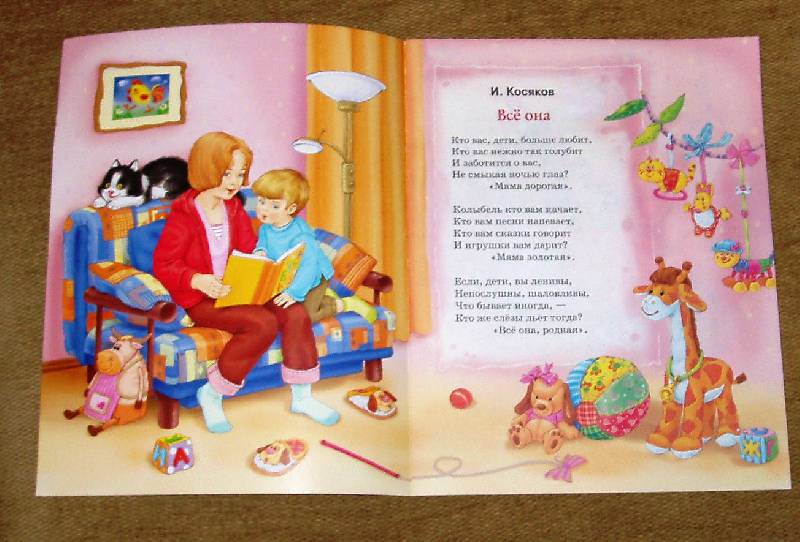 И. Косяков
Всё она
Кто вас, дети, больше любит,
Кто вас нежно так голубит
И заботится о вас,
Не смыкая ночью глаз?
«Мама дорогая».
Колыбель кто вам качает,
Кто вам песни напевает,
Кто вам сказки говорит
И игрушки вам дарит?
«Мама золотая».
Если, дети, вы ленивы,
Непослушны, шаловливы,
Что бывает иногда, —
Кто же слёзы льёт тогда?
«Всё она, родная».
И А
Ж